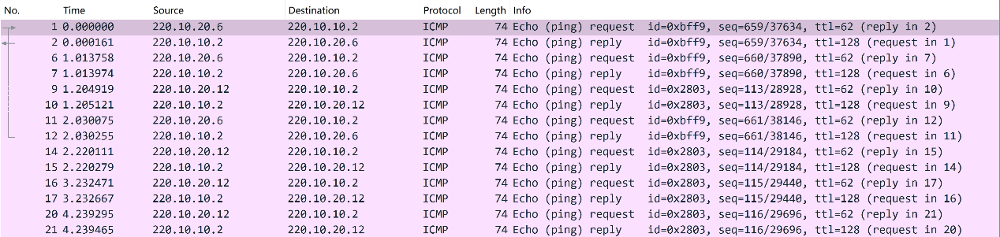 No. Time Source Destination Protocol Length Info
1 0.000000 220.10.20.6 220.10.10.2 ICMP 74 Echo (ping) request id=0xbff9, seq=659/37634, ttl=62 (reply in 2)
2 0.000161 220.10.10.2 220.10.20.6 ICMP 74 Echo (ping) reply id=0xbff9, seq=659/37634, ttl=128 (request in 1)
6 1.013758 220.10.20.6 220.10.10.2 ICMP 74 Echo (ping) request id=0xbff9, seq=660/37890, ttl=62 (reply in 7)
7 1.013974 220.10.10.2 220.10.20.6 ICMP 74 Echo (ping) reply id=0xbff9, seq=660/37890, ttl=128 (request in 6)
9 1.204919 220.10.20.12 220.10.10.2 ICMP 74 Echo (ping) request id=0x2803, seq=113/28928, ttl=62 (reply in 10)
10 1.205121 220.10.10.2 220.10.20.12 ICMP 74 Echo (ping) reply id=0x2803, seq=113/28928, ttl=128 (request in 9)
11 2.030075 220.10.20.6 220.10.10.2 ICMP 74 Echo (ping) request id=0xbff9, seq=661/38146, ttl=62 (reply in 12)
12 2.030255 220.10.10.2 220.10.20.6 ICMP 74 Echo (ping) reply id=0xbff9, seq=661/38146, ttl=128 (request in 11)
14 2.220111 220.10.20.12 220.10.10.2 ICMP 74 Echo (ping) request id=0x2803, seq=114/29184, ttl=62 (reply in 15)
15 2.220279 220.10.10.2 220.10.20.12 ICMP 74 Echo (ping) reply id=0x2803, seq=114/29184, ttl=128 (request in 14)
16 3.232471 220.10.20.12 220.10.10.2 ICMP 74 Echo (ping) request id=0x2803, seq=115/29440, ttl=62 (reply in 17)
17 3.232667 220.10.10.2 220.10.20.12 ICMP 74 Echo (ping) reply id=0x2803, seq=115/29440, ttl=128 (request in 16)
20 4.239295 220.10.20.12 220.10.10.2 ICMP 74 Echo (ping) request id=0x2803, seq=116/29696, ttl=62 (reply in 21)
21 4.239465 220.10.10.2 220.10.20.12 ICMP 74 Echo (ping) reply id=0x2803, seq=116/29696, ttl=128 (request in 20)